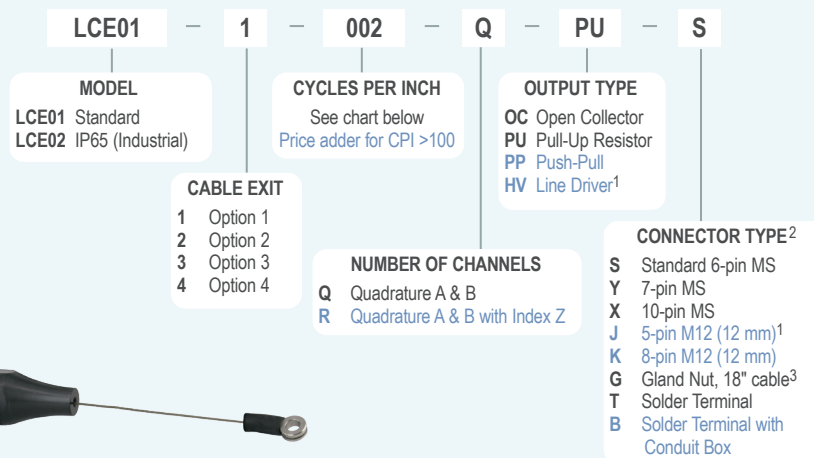 LCE01 – 1 – 002 – Q – PU – S
MODEL
LCE01 Standard
LCE02 IP65 (Industrial)
CABLE EXIT
1 Option 1
2 Option 2
3 Option 3
4 Option 4
CYCLES PER INCH
See chart below
Price adder for CPI >100
NUMBER OF CHANNELS
Q Quadrature A & B
R Quadrature A & B with Index Z
OUTPUT TYPE
OC Open Collector
PU Pull-Up Resistor
PP Push-Pull
HV Line Driver1
CONNECTOR TYPE2
S Standard 6-pin MS
Y 7-pin MS
X 10-pin MS
J 5-pin M12 (12 mm)1
K 8-pin M12 (12 mm)
G Gland Nut, 18" cable3
T Solder Terminal
B Solder Terminal with
Conduit Box